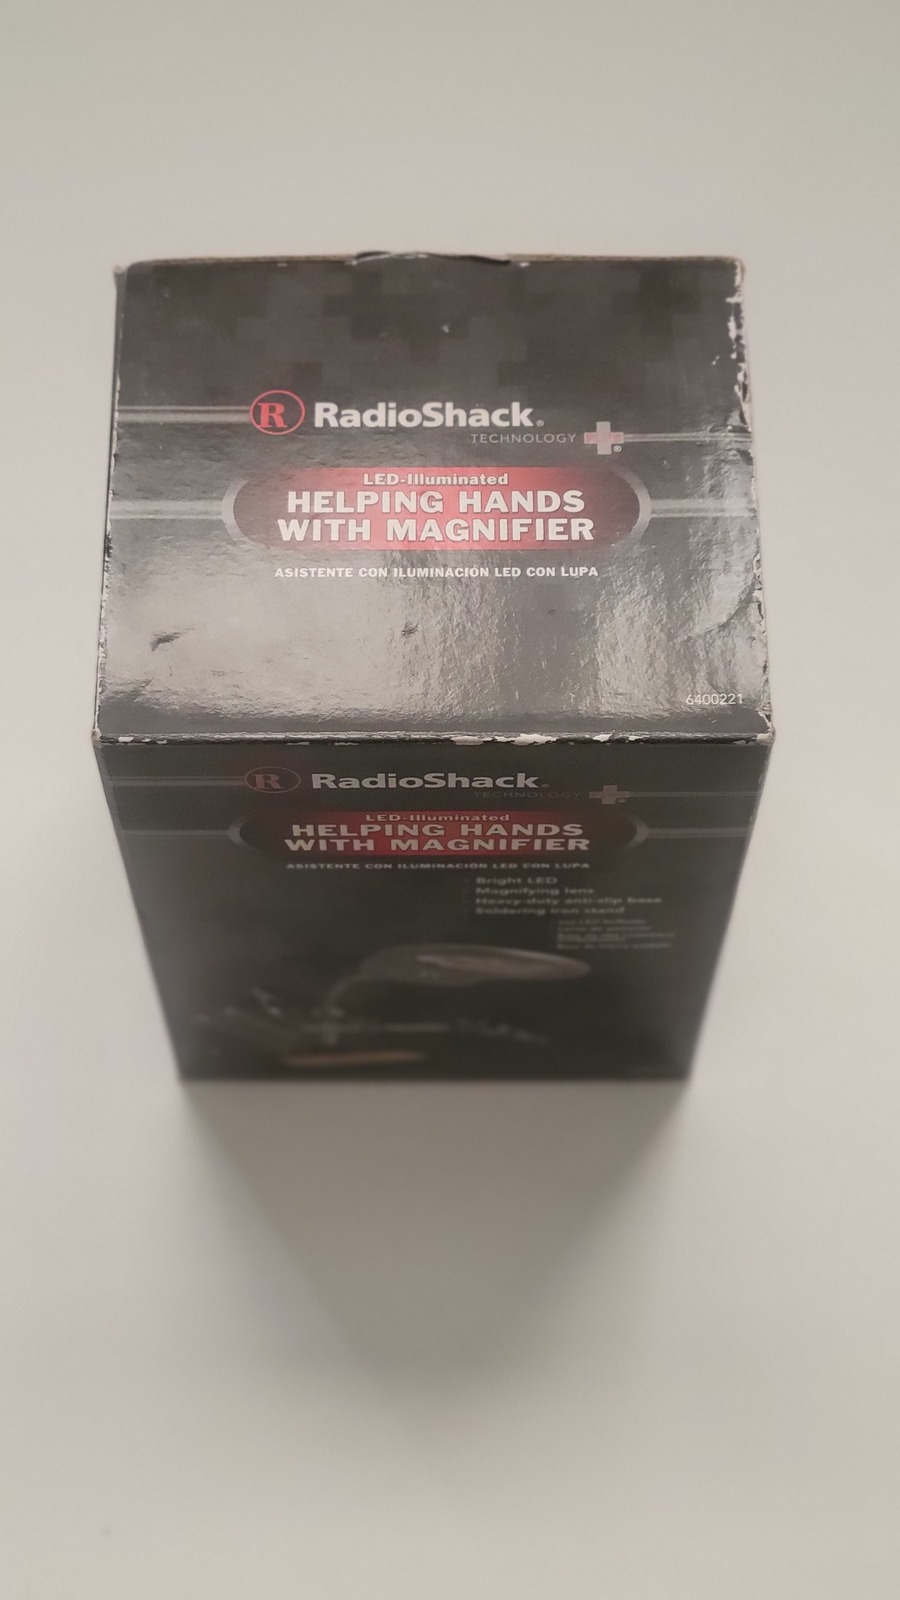 R RadioShack®
TECHNOLOGY PLUS®
LED-Illuminated
HELPING HANDS
WITH MAGNIFIER
ASISTENTE CON ILUMINACIÓN LED CON LUPA
6400221
R RadioShack®
TECHNOLOGY
LED-Illuminated
HELPING HANDS
WITH MAGNIFIER
ASISTENTE CON ILUMINACIÓN LED CON LUPA
Bright LED
Magnifying lens
Heavy-duty anti-slip base
Soldering iron stand